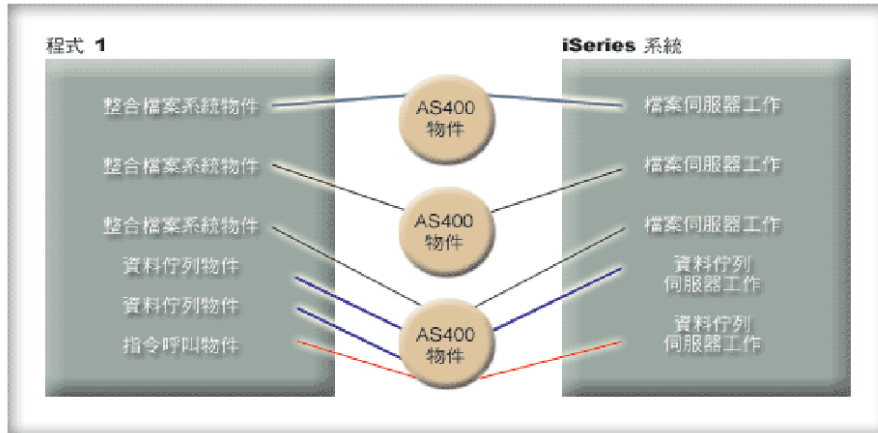 程式 1
整合檔案系統物件
整合檔案系統物件
整合檔案系統物件
資料佇列物件
資料佇列物件
指令呼叫物件
AS400
物件
AS400
物件
AS400
物件
iSeries 系統
檔案伺服器工作
檔案伺服器工作
檔案伺服器工作
資料佇列
伺服器工作
資料佇列
伺服器工作